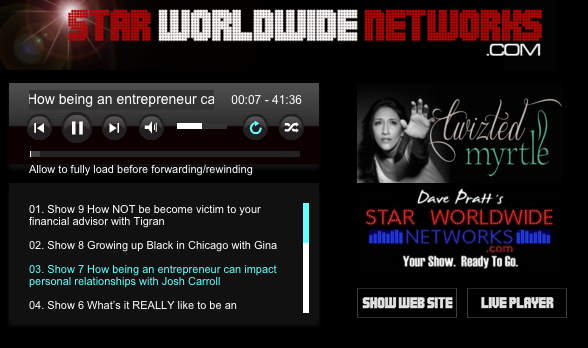 STAR WORLDWIDE NETWORKS
.COM
How being an entrepreneur ca
00:07 - 41:36
Allow to fully load before forwarding/rewinding
01. Show 9 How NOT be become victim to your
financial advisor with Tigran
02. Show 8 Growing up Black in Chicago with Gina
03. Show 7 How being an entrepreneur can impact
personal relationships with Josh Carroll
04. Show 6 What's it REALLY like to be an
twizted
myrtle
Dave Pratt's
STAR WORLDWIDE
NETWORKS
.com
Your Show. Ready To Go.
SHOW WEB SITE
LIVE PLAYER